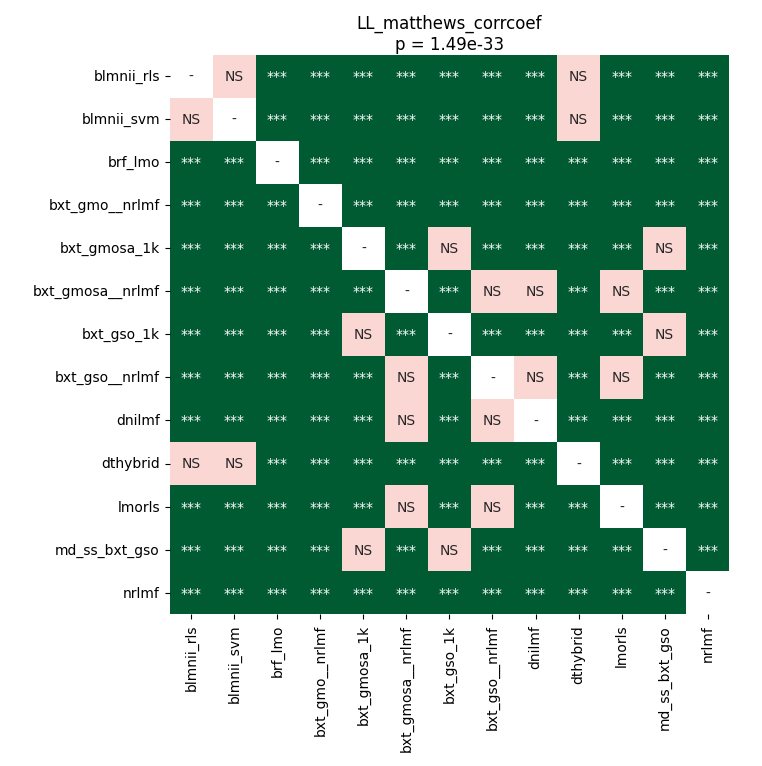 LL_matthews_corrcoef
p = 1.49e-33
blmnii_rls - NS *** *** *** *** *** *** *** NS *** *** ***
blmnii_svm NS - *** *** *** *** *** *** *** NS *** *** ***
brf_lmo *** *** - *** *** *** *** *** *** *** *** *** ***
bxt_gmo__nrlmf *** *** *** - *** *** *** *** *** *** *** *** ***
bxt_gmosa_1k *** *** *** *** - *** NS *** *** *** *** NS ***
bxt_gmosa__nrlmf *** *** *** *** *** - *** NS NS *** NS *** ***
bxt_gso_1k *** *** *** *** NS *** - *** *** *** *** NS ***
bxt_gso__nrlmf *** *** *** *** *** NS *** - NS *** NS *** ***
dnilmf *** *** *** *** *** NS *** NS - *** *** *** ***
dthybrid NS NS *** *** *** *** *** *** *** - *** *** ***
lmorls *** *** *** *** *** NS *** NS *** *** - *** ***
md_ss_bxt_gso *** *** *** *** NS *** NS *** *** *** *** - ***
nrlmf *** *** *** *** *** *** *** *** *** *** *** *** -
blmnii_rls
blmnii_svm
brf_lmo
bxt_gmo__nrlmf
bxt_gmosa_1k
bxt_gmosa__nrlmf
bxt_gso_1k
bxt_gso__nrlmf
dnilmf
dthybrid
lmorls
md_ss_bxt_gso
nrlmf